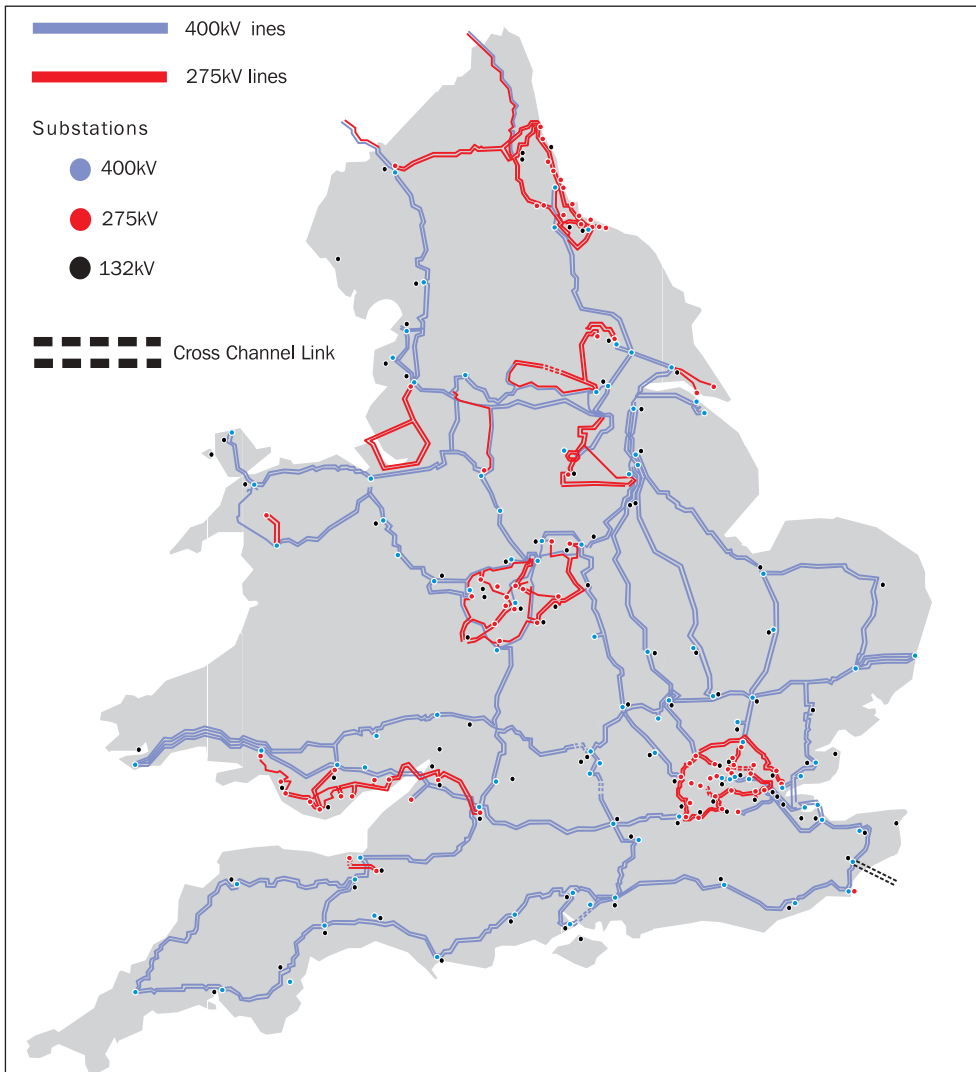 400kV ines
275kV lines
Substations
400kV
275kV
132kV
Cross Channel Link